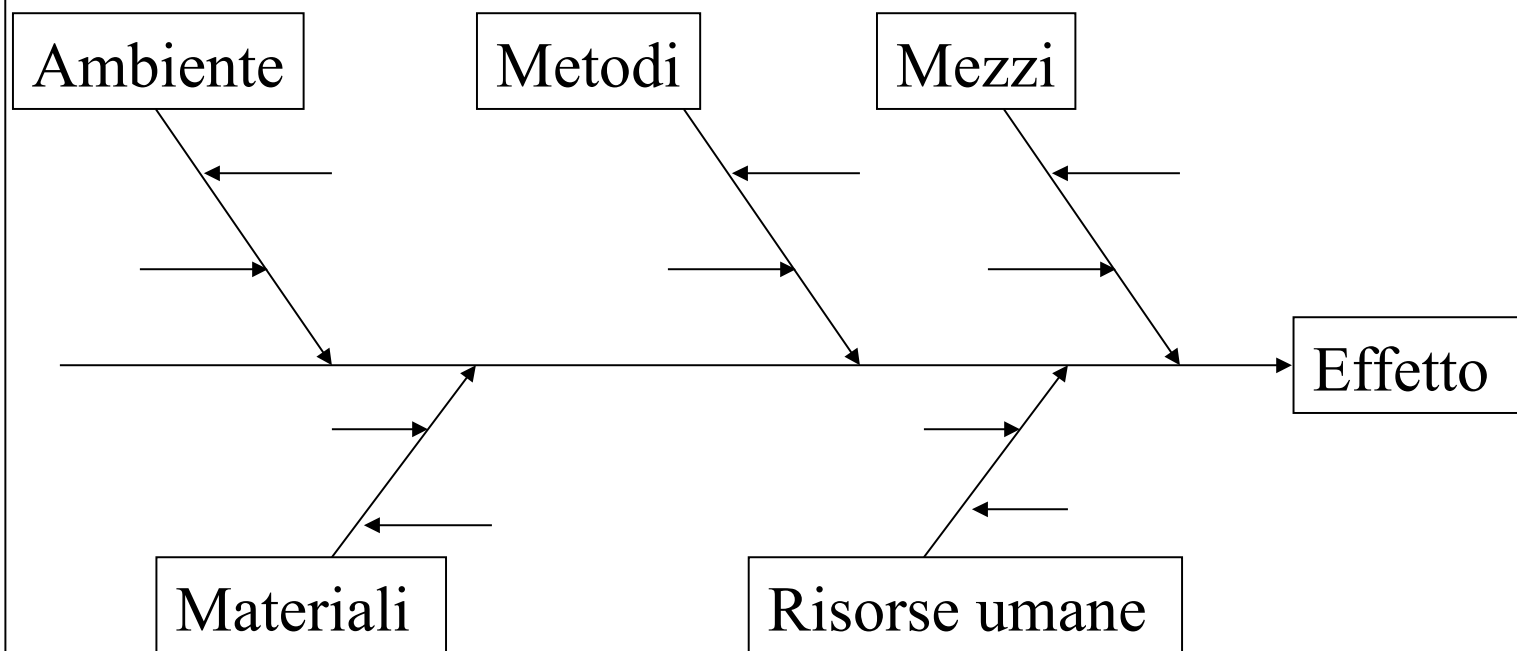 Ambiente
Metodi
Mezzi
Effetto
Materiali
Risorse umane